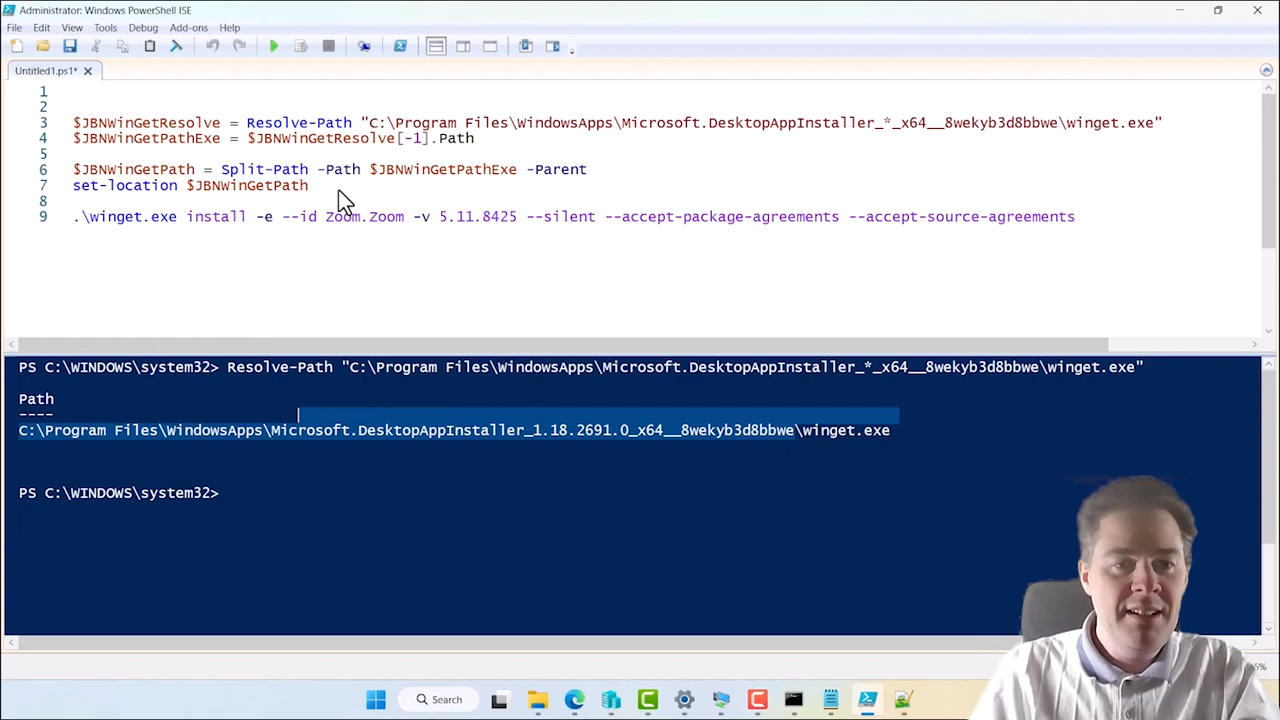 Administrator: Windows PowerShell ISE
File Edit View Tools Debug Add-ons Help
Untitled1.ps1*
1
2
3 $JBNWinGetResolve = Resolve-Path "C:\Program Files\WindowsApps\Microsoft.DesktopAppInstaller_*_x64__8wekyb3d8bbwe\winget.exe"
4 $JBNWinGetPathExe = $JBNWinGetResolve[-1].Path
5
6 $JBNWinGetPath = Split-Path -Path $JBNWinGetPathExe -Parent
7 set-location $JBNWinGetPath
8
9 .\winget.exe install -e --id Zoom.Zoom -v 5.11.8425 --silent --accept-package-agreements --accept-source-agreements
PS C:\WINDOWS\system32> Resolve-Path "C:\Program Files\WindowsApps\Microsoft.DesktopAppInstaller_*_x64__8wekyb3d8bbwe\winget.exe"
Path
----
C:\Program Files\WindowsApps\Microsoft.DesktopAppInstaller_1.18.2691.0_x64__8wekyb3d8bbwe\winget.exe
PS C:\WINDOWS\system32>
Search